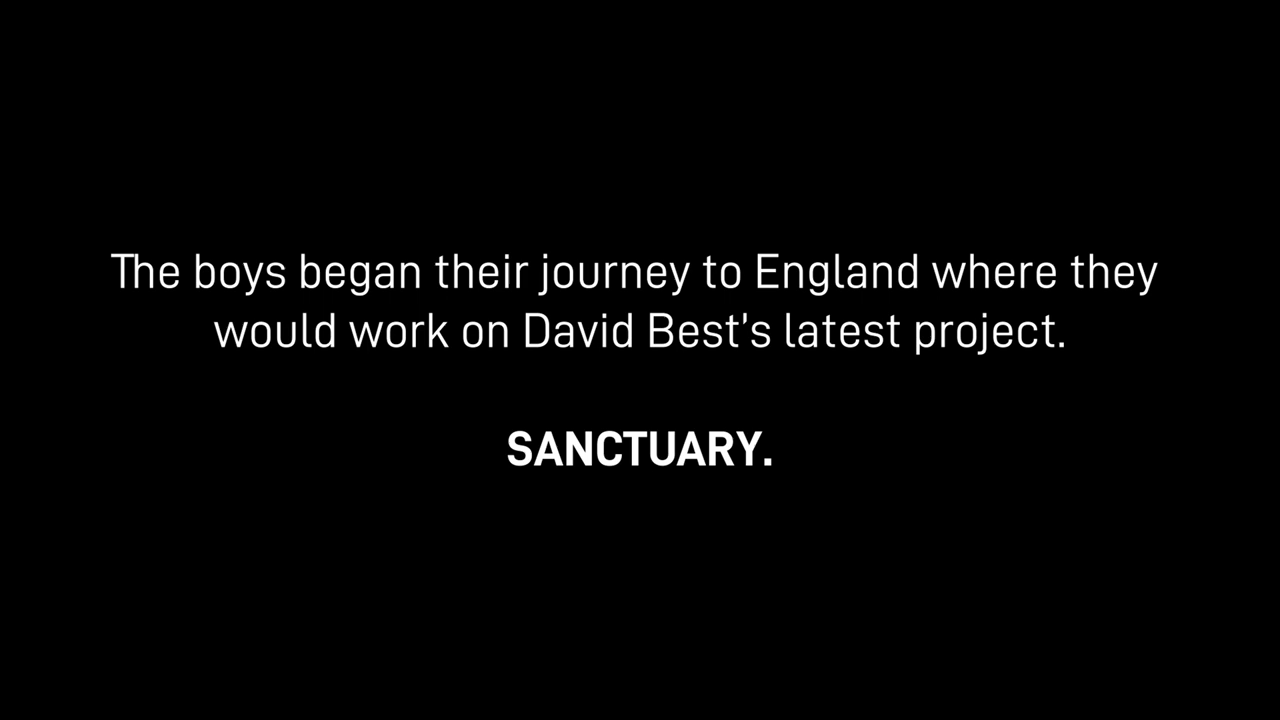 The boys began their journey to England where they
would work on David Best’s latest project.
SANCTUARY.